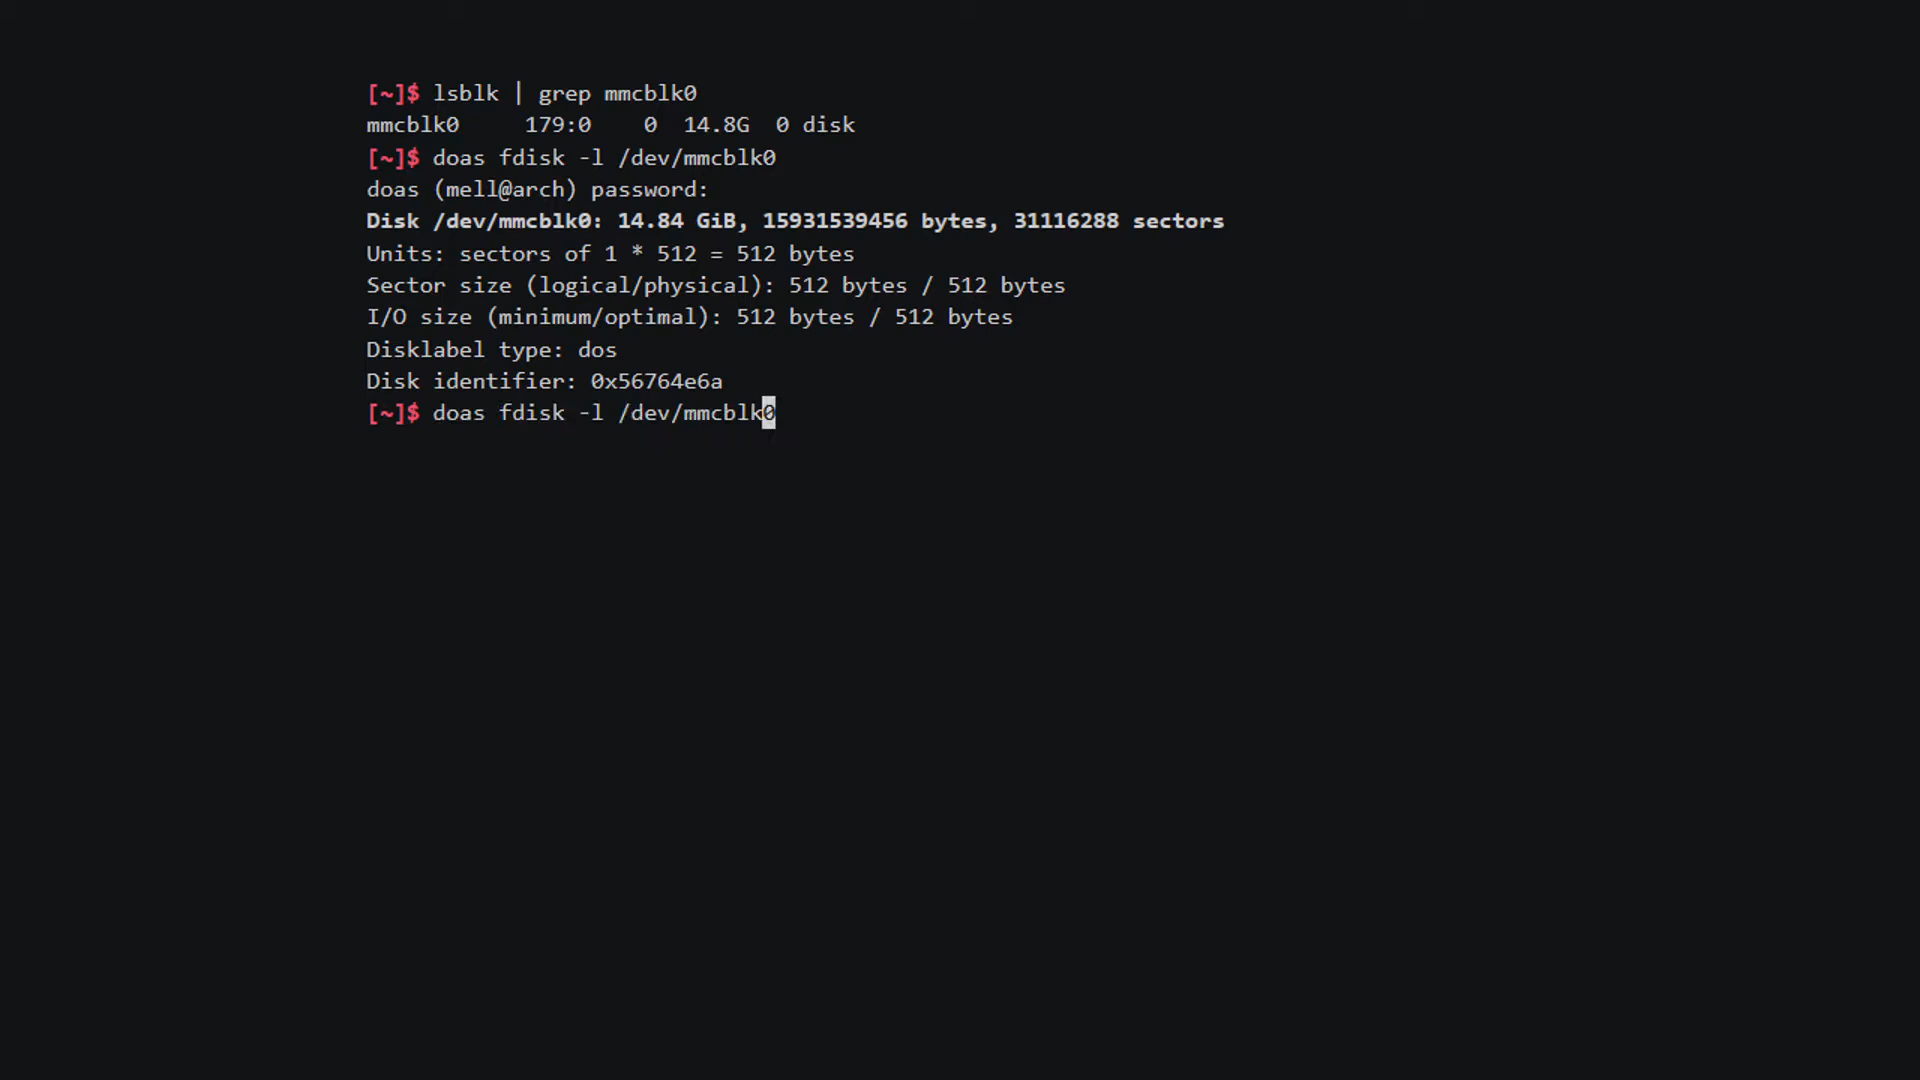 [~]$ lsblk | grep mmcblk0
mmcblk0     179:0    0  14.8G  0 disk
[~]$ doas fdisk -l /dev/mmcblk0
doas (mell@arch) password:
Disk /dev/mmcblk0: 14.84 GiB, 15931539456 bytes, 31116288 sectors
Units: sectors of 1 * 512 = 512 bytes
Sector size (logical/physical): 512 bytes / 512 bytes
I/O size (minimum/optimal): 512 bytes / 512 bytes
Disklabel type: dos
Disk identifier: 0x56764e6a
[~]$ doas fdisk -l /dev/mmcblk0